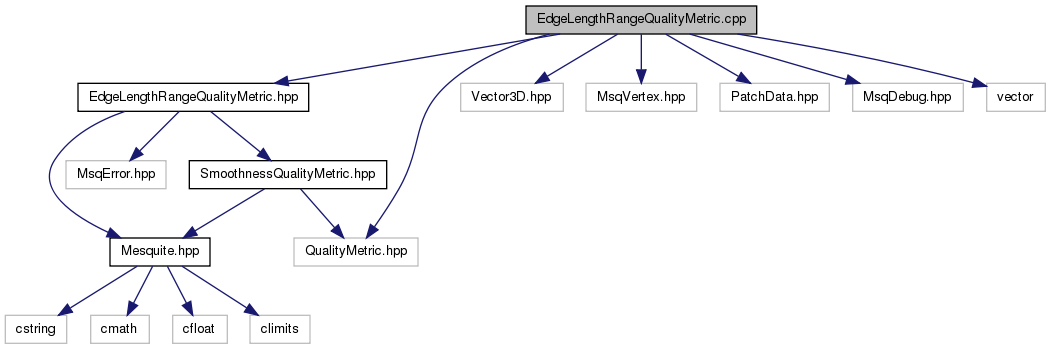 EdgeLengthRangeQualityMetric.cpp
EdgeLengthRangeQualityMetric.hpp
Vector3D.hpp
MsqVertex.hpp
PatchData.hpp
MsqDebug.hpp
vector
MsqError.hpp
SmoothnessQualityMetric.hpp
Mesquite.hpp
QualityMetric.hpp
cstring
cmath
cfloat
climits